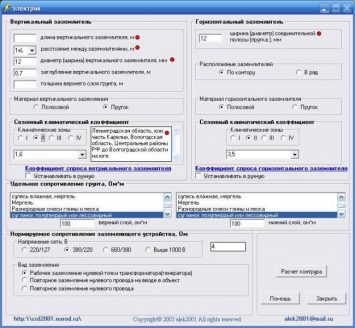 электрик
Вертикальный заземлитель
длина вертикального заземлителя, м
1хL расстояние между заземлителями, м
12 диаметр (ширина) вертикального заземлителя, мм
0.7 заглубление вертикального заземлителя, м
толщина верхнего слоя грунта, м
Материал вертикального заземления
Полосовой Пруток.
Сезонный климатический коэффициент
Климатические зоны
I II III IV
Ленинградская область, южн
часть Карелии, Вологодская
область, Центральные районы
РФ до Волгоградской области
на юге.
1,6
Коэффициент спроса вертикального заземлителя
Устанавливать в ручную
Горизонтальный заземлитель
12 ширина (диаметр) соединительной
полосы (прутка), мм
Расположение заземлителей
По контуру В ряд
Материал горизонтального заземлителя
Полосовой Пруток.
Сезонный климатический коэффициент
Климатические зоны
I II III IV
3,5
Коэффициент спроса горизонтального заземлителя
Устанавливать в ручную
Удельное сопротивление грунта, Ом*м
супесь влажная, мергель
Мергель
Разнородные смеси глины и песка
суглинок полутвердый или лессовидный
100 верхний слой, ом*м
супесь влажная, мергель
Мергель
Разнородные смеси глины и песка
суглинок полутвердый или лессовидный
100 нижний слой, ом*м
Нормируемое сопротивление заземляющего устройства, Ом
Напряжение сети, В
220/127 380/220 660/380 Выше 1000 В
4
Вид заземления
Рабочее заземление нулевой точки трансформатора(генератора)
Повторное заземление нулевого провода на вводе в объект
Повторное заземление нулевого провода
Расчет контура
Помощь Закрыть
http:\\vzd2001.narod.ru\ Copyright© 2003 alek2001 All rights reserved alek2001@mail.ru